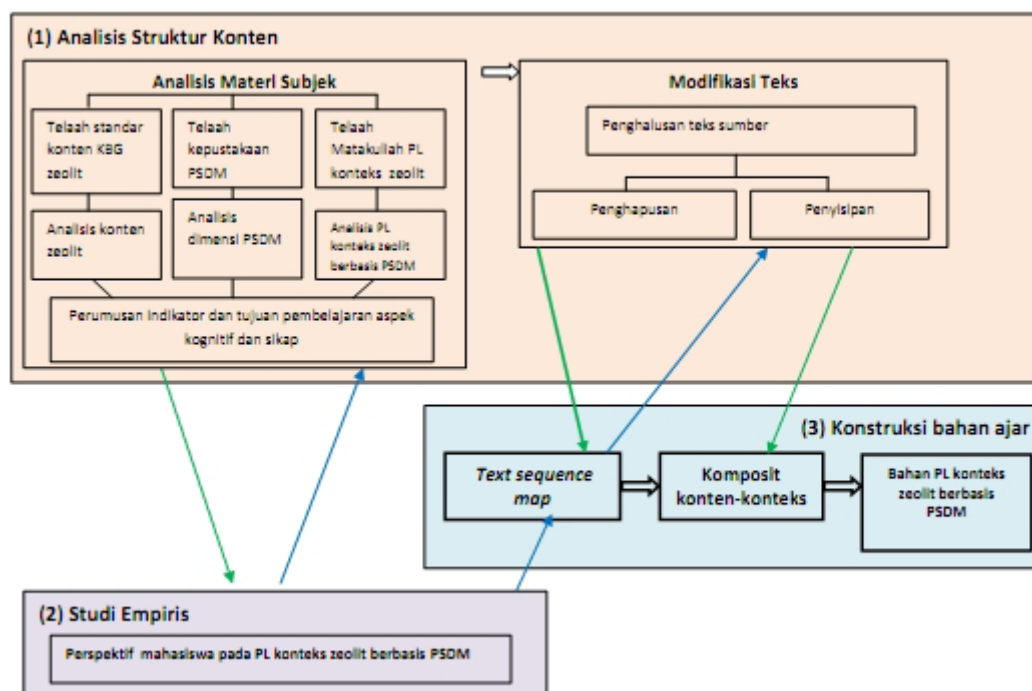 (1) Analisis Struktur Konten
Analisis Materi Subjek
Telaah standar
konten KBG
zeolit
Telaah
kepustakaan
PSDM
Telaah
Matakuliah PL
konteks zeolit
Analisis konten
zeolit
Analisis
dimensi PSDM
Analisis PL
konteks zeolit
berbasis PSDM
Perumusan indikator dan tujuan pembelajaran aspek
kognitif dan sikap
Modifikasi Teks
Penghalusan teks sumber
Penghapusan
Penyisipan
(3) Konstruksi bahan ajar
Text sequence
map
Komposit
konten-konteks
Bahan PL konteks
zeolit berbasis
PSDM
(2) Studi Empiris
Perspektif mahasiswa pada PL konteks zeolit berbasis PSDM